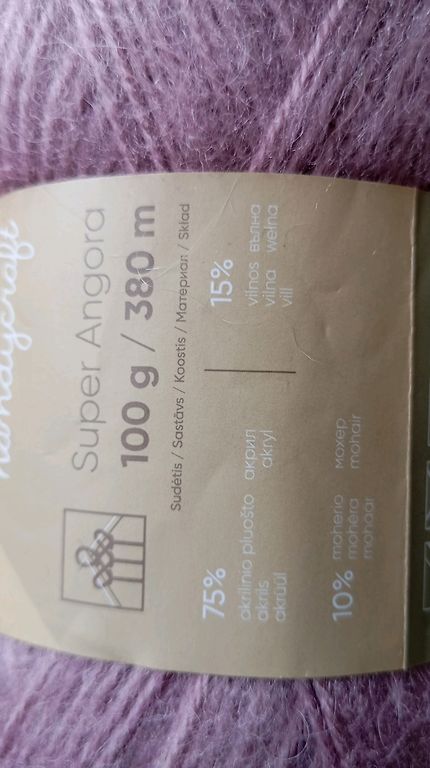 handycraft
Super Angora
100 g / 380 m
Sudėtis / Sastāvs / Koostis / Материал / Skład
75%
akrilinio pluošto акрил
akrils akryl
akrüül
15%
vilnos вълна
vilna wełna
vill
10% moherio мохер
mohēra mohair
mohäär